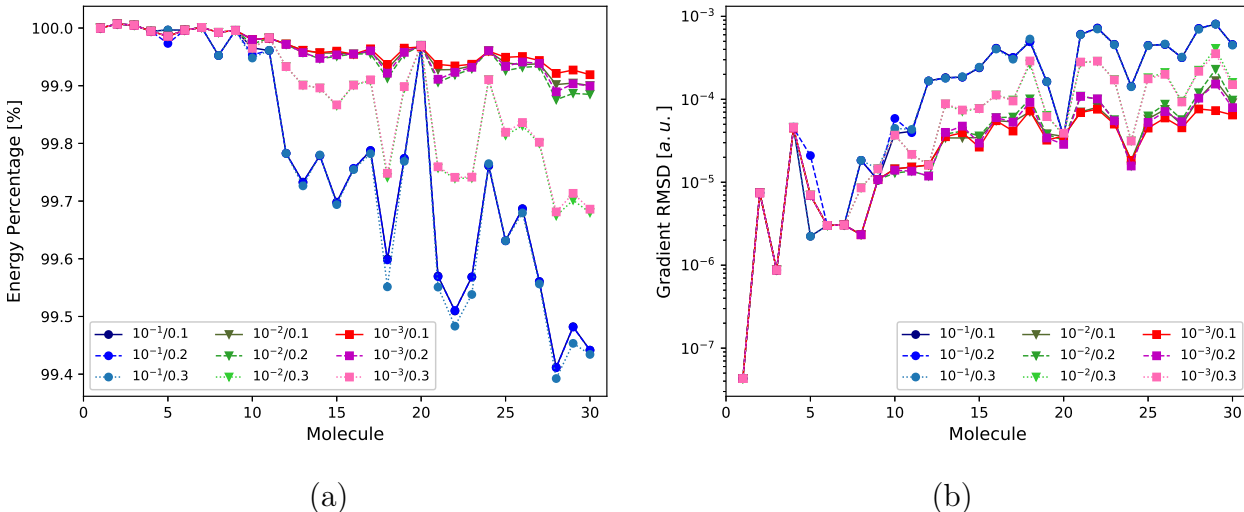 100.0
99.9
99.8
99.7
99.6
99.5
99.4
Energy Percentage [%]
10⁻¹/0.1 10⁻²/0.1 10⁻³/0.1
10⁻¹/0.2 10⁻²/0.2 10⁻³/0.2
10⁻¹/0.3 10⁻²/0.3 10⁻³/0.3
0 5 10 15 20 25 30
Molecule
(a)
10⁻³
10⁻⁴
10⁻⁵
10⁻⁶
10⁻⁷
Gradient RMSD [a. u.]
10⁻¹/0.1 10⁻²/0.1 10⁻³/0.1
10⁻¹/0.2 10⁻²/0.2 10⁻³/0.2
10⁻¹/0.3 10⁻²/0.3 10⁻³/0.3
0 5 10 15 20 25 30
Molecule
(b)